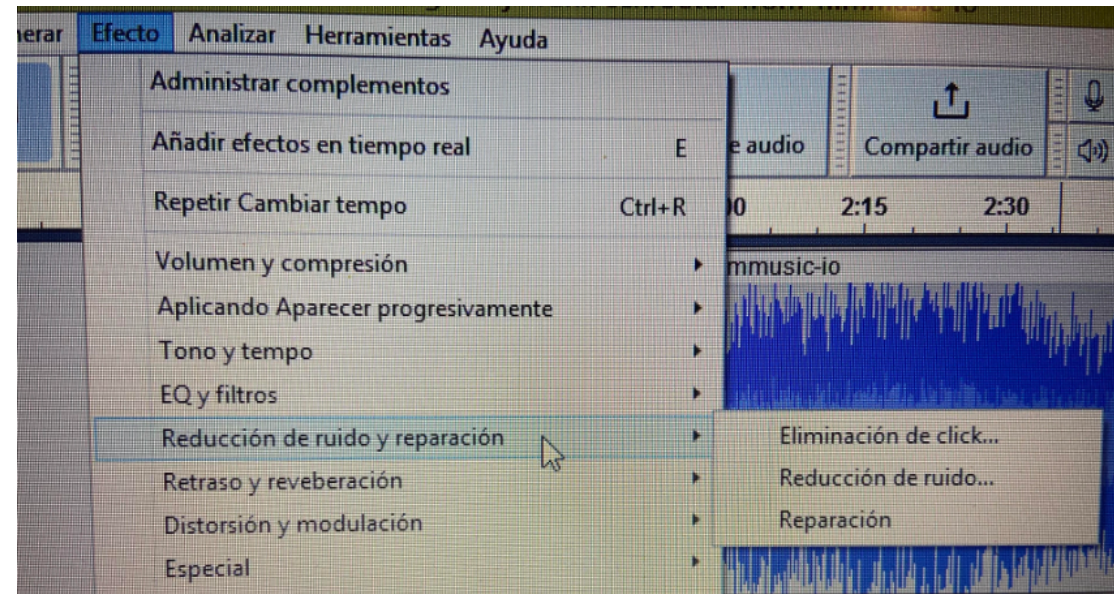 Efecto Analizar Herramientas Ayuda
Administrar complementos
Añadir efectos en tiempo real E
e audio
Compartir audio
Repetir Cambiar tempo Ctrl+R
2:15 2:30
Volumen y compresión
mmusic-io
Aplicando Aparecer progresivamente
Tono y tempo
EQ y filtros
Reducción de ruido y reparación
Eliminación de click...
Retraso y reveberación
Reducción de ruido...
Distorsión y modulación
Reparación
Especial